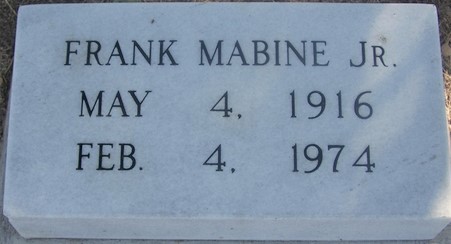 FRANK MABINE JR.
MAY 4, 1916
FEB. 4, 1974